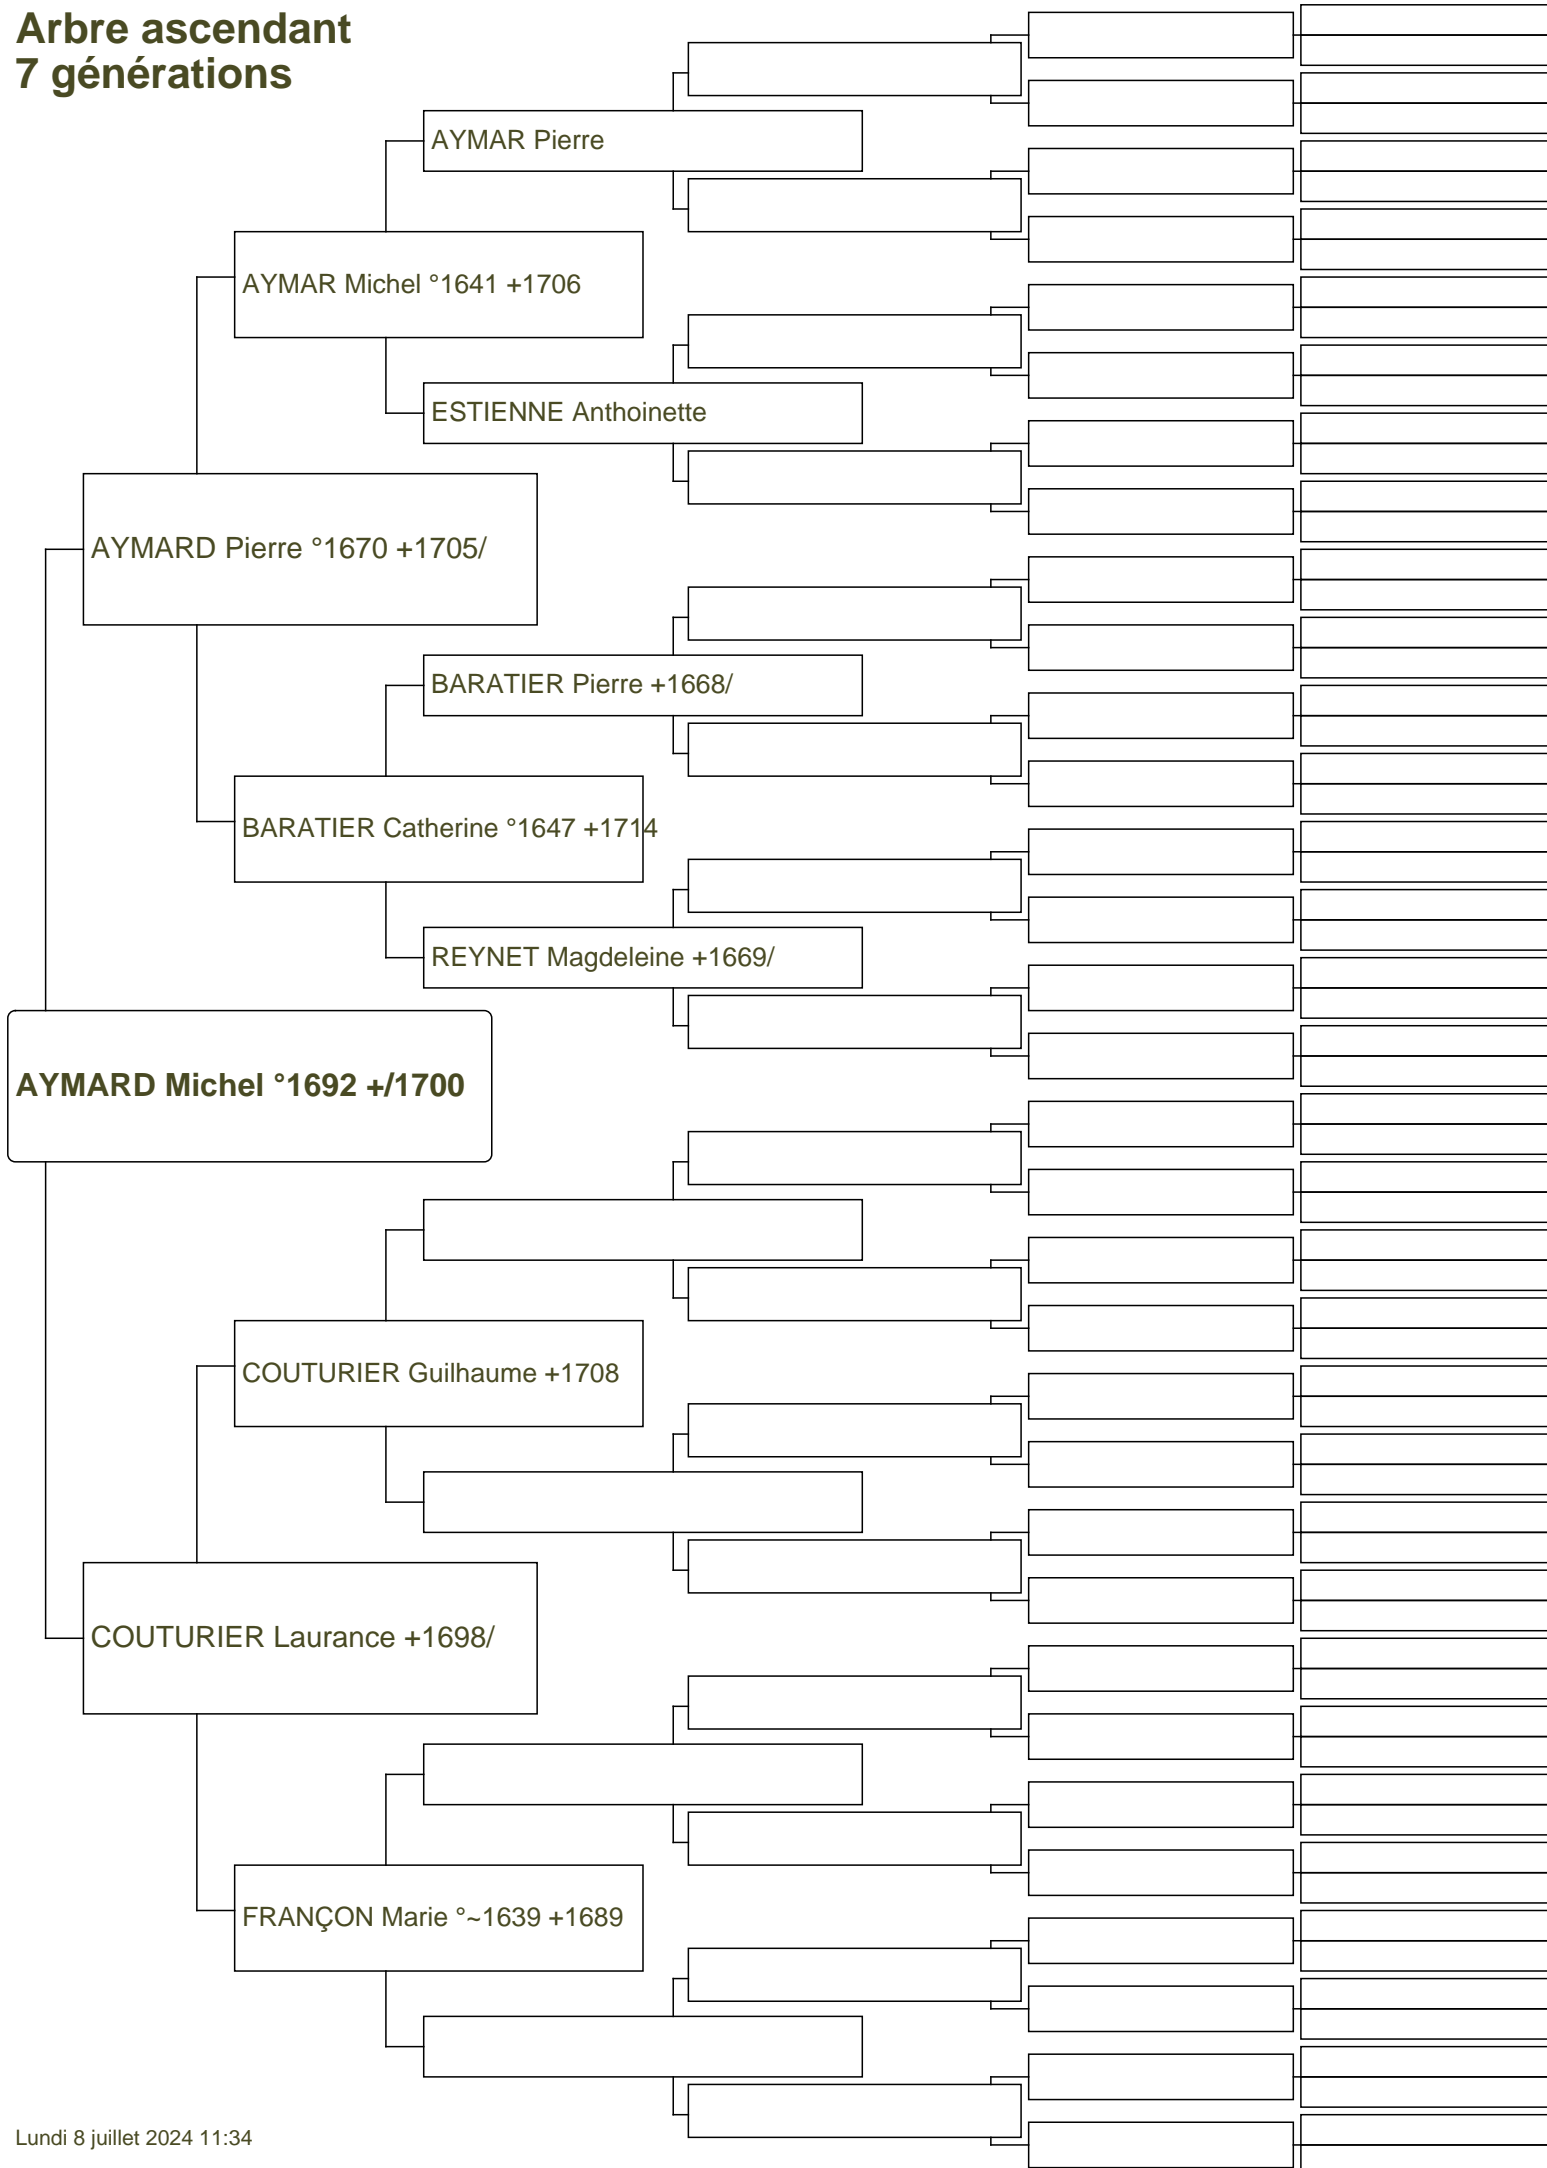 Arbre ascendant
7 générations
AYMAR Pierre
AYMAR Michel °1641 +1706
ESTIENNE Anthoinette
AYMARD Pierre °1670 +1705/
BARATIER Pierre +1668/
BARATIER Catherine °1647 +1714
REYNET Magdeleine +1669/
AYMARD Michel °1692 +/1700
COUTURIER Guilhaume +1708
COUTURIER Laurance +1698/
FRANÇON Marie °~1639 +1689
Lundi 8 juillet 2024 11:34